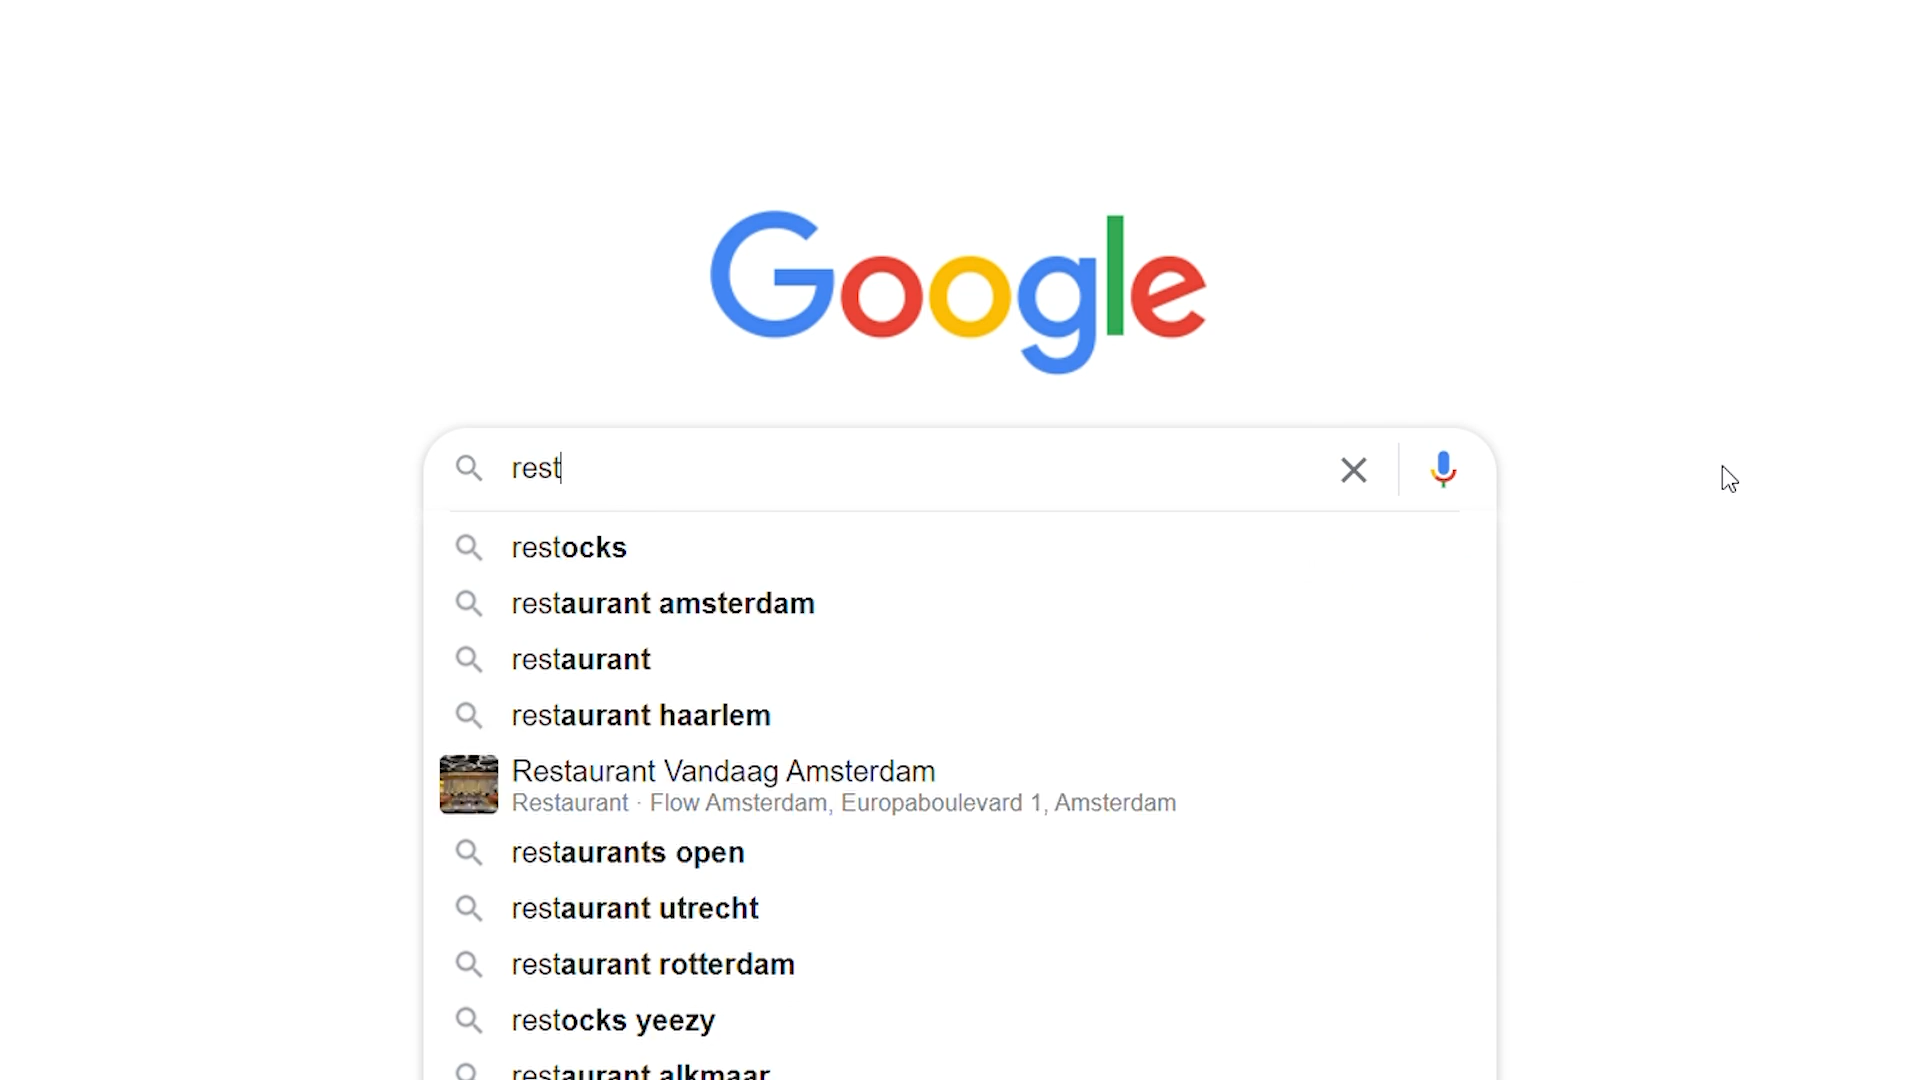 Google
rest
restocks
restaurant amsterdam
restaurant
restaurant haarlem
Restaurant Vandaag Amsterdam
Restaurant · Flow Amsterdam, Europaboulevard 1, Amsterdam
restaurants open
restaurant utrecht
restaurant rotterdam
restocks yeezy
restaurant alkmaar